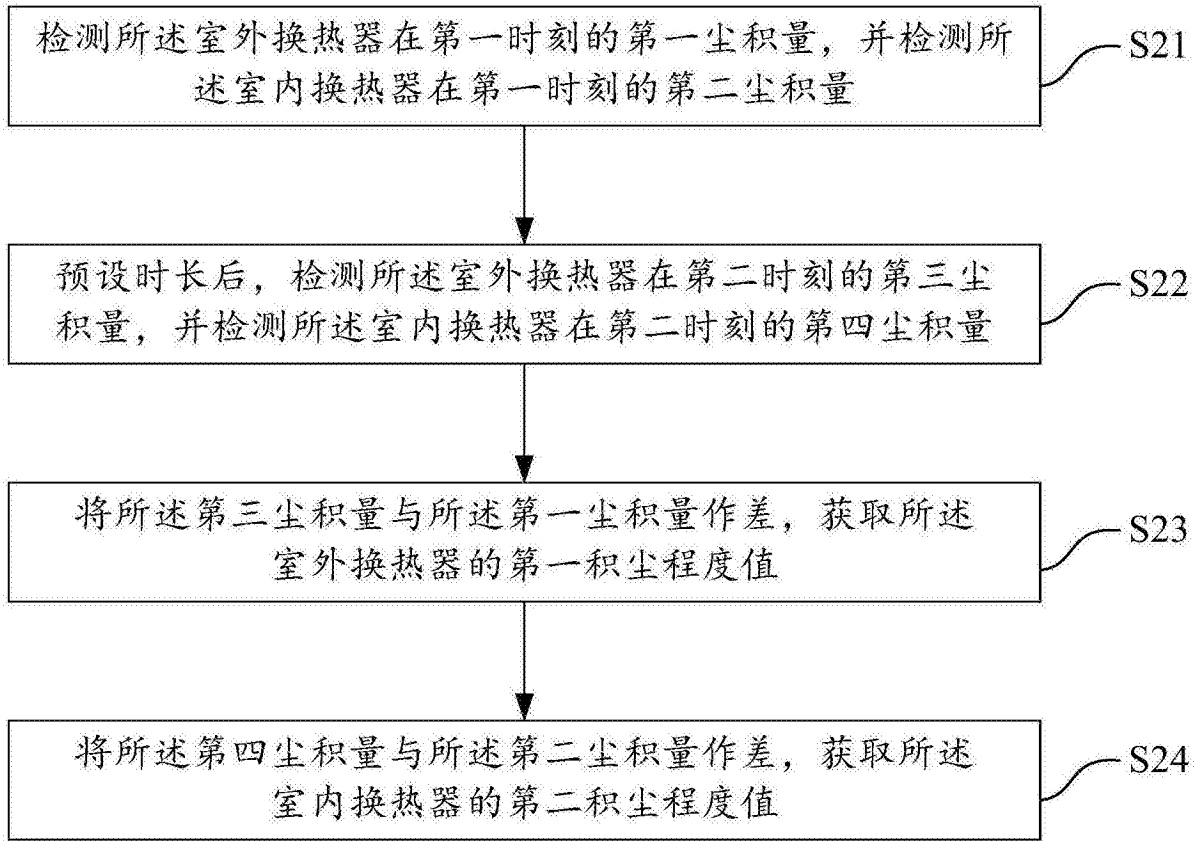 检测所述室外换热器在第一时刻的第一尘积量，并检测所
述室内换热器在第一时刻的第二尘积量
S21
预设时长后，检测所述室外换热器在第二时刻的第三尘
积量，并检测所述室内换热器在第二时刻的第四尘积量
S22
将所述第三尘积量与所述第一尘积量作差，获取所述
室外换热器的第一积尘程度值
S23
将所述第四尘积量与所述第二尘积量作差，获取所述
室内换热器的第二积尘程度值
S24